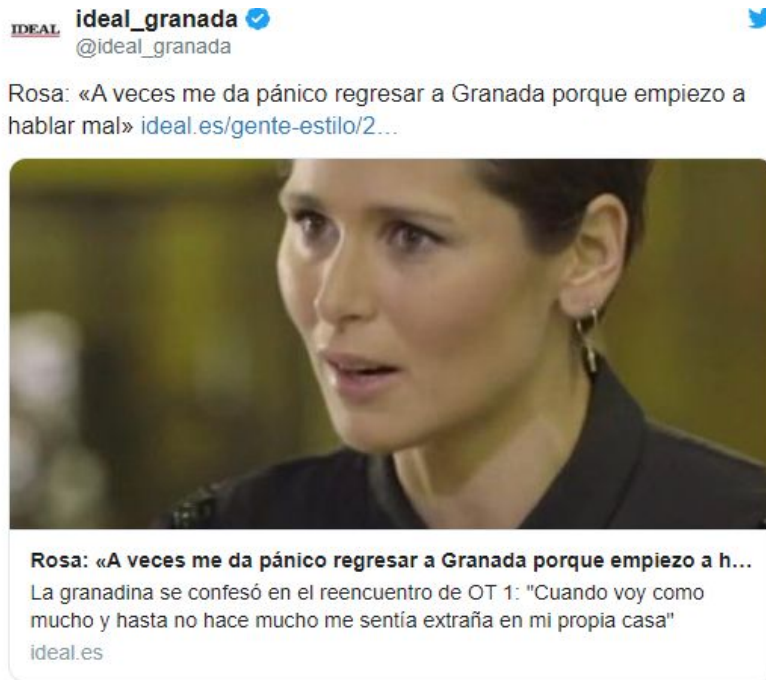 IDEAL
ideal_granada
@ideal_granada
Rosa: «A veces me da pánico regresar a Granada porque empiezo a
hablar mal» ideal.es/gente-estilo/2…
Rosa: «A veces me da pánico regresar a Granada porque empiezo a h...
La granadina se confesó en el reencuentro de OT 1: "Cuando voy como
mucho y hasta no hace mucho me sentía extraña en mi propia casa"
ideal.es